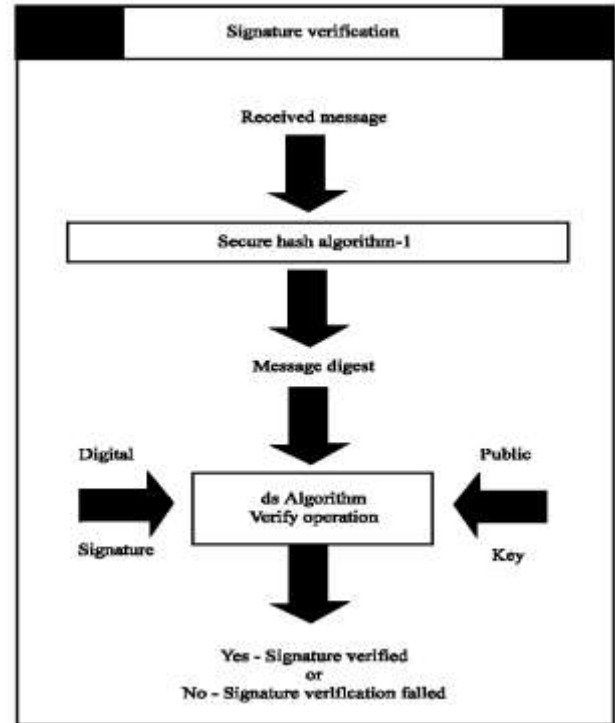 Signature verification
Received message
Secure hash algorithm-1
Message digest
Digital
Signature
Public
Key
ds Algorithm
Verify operation
Yes - Signature verified
or
No - Signature verification failed